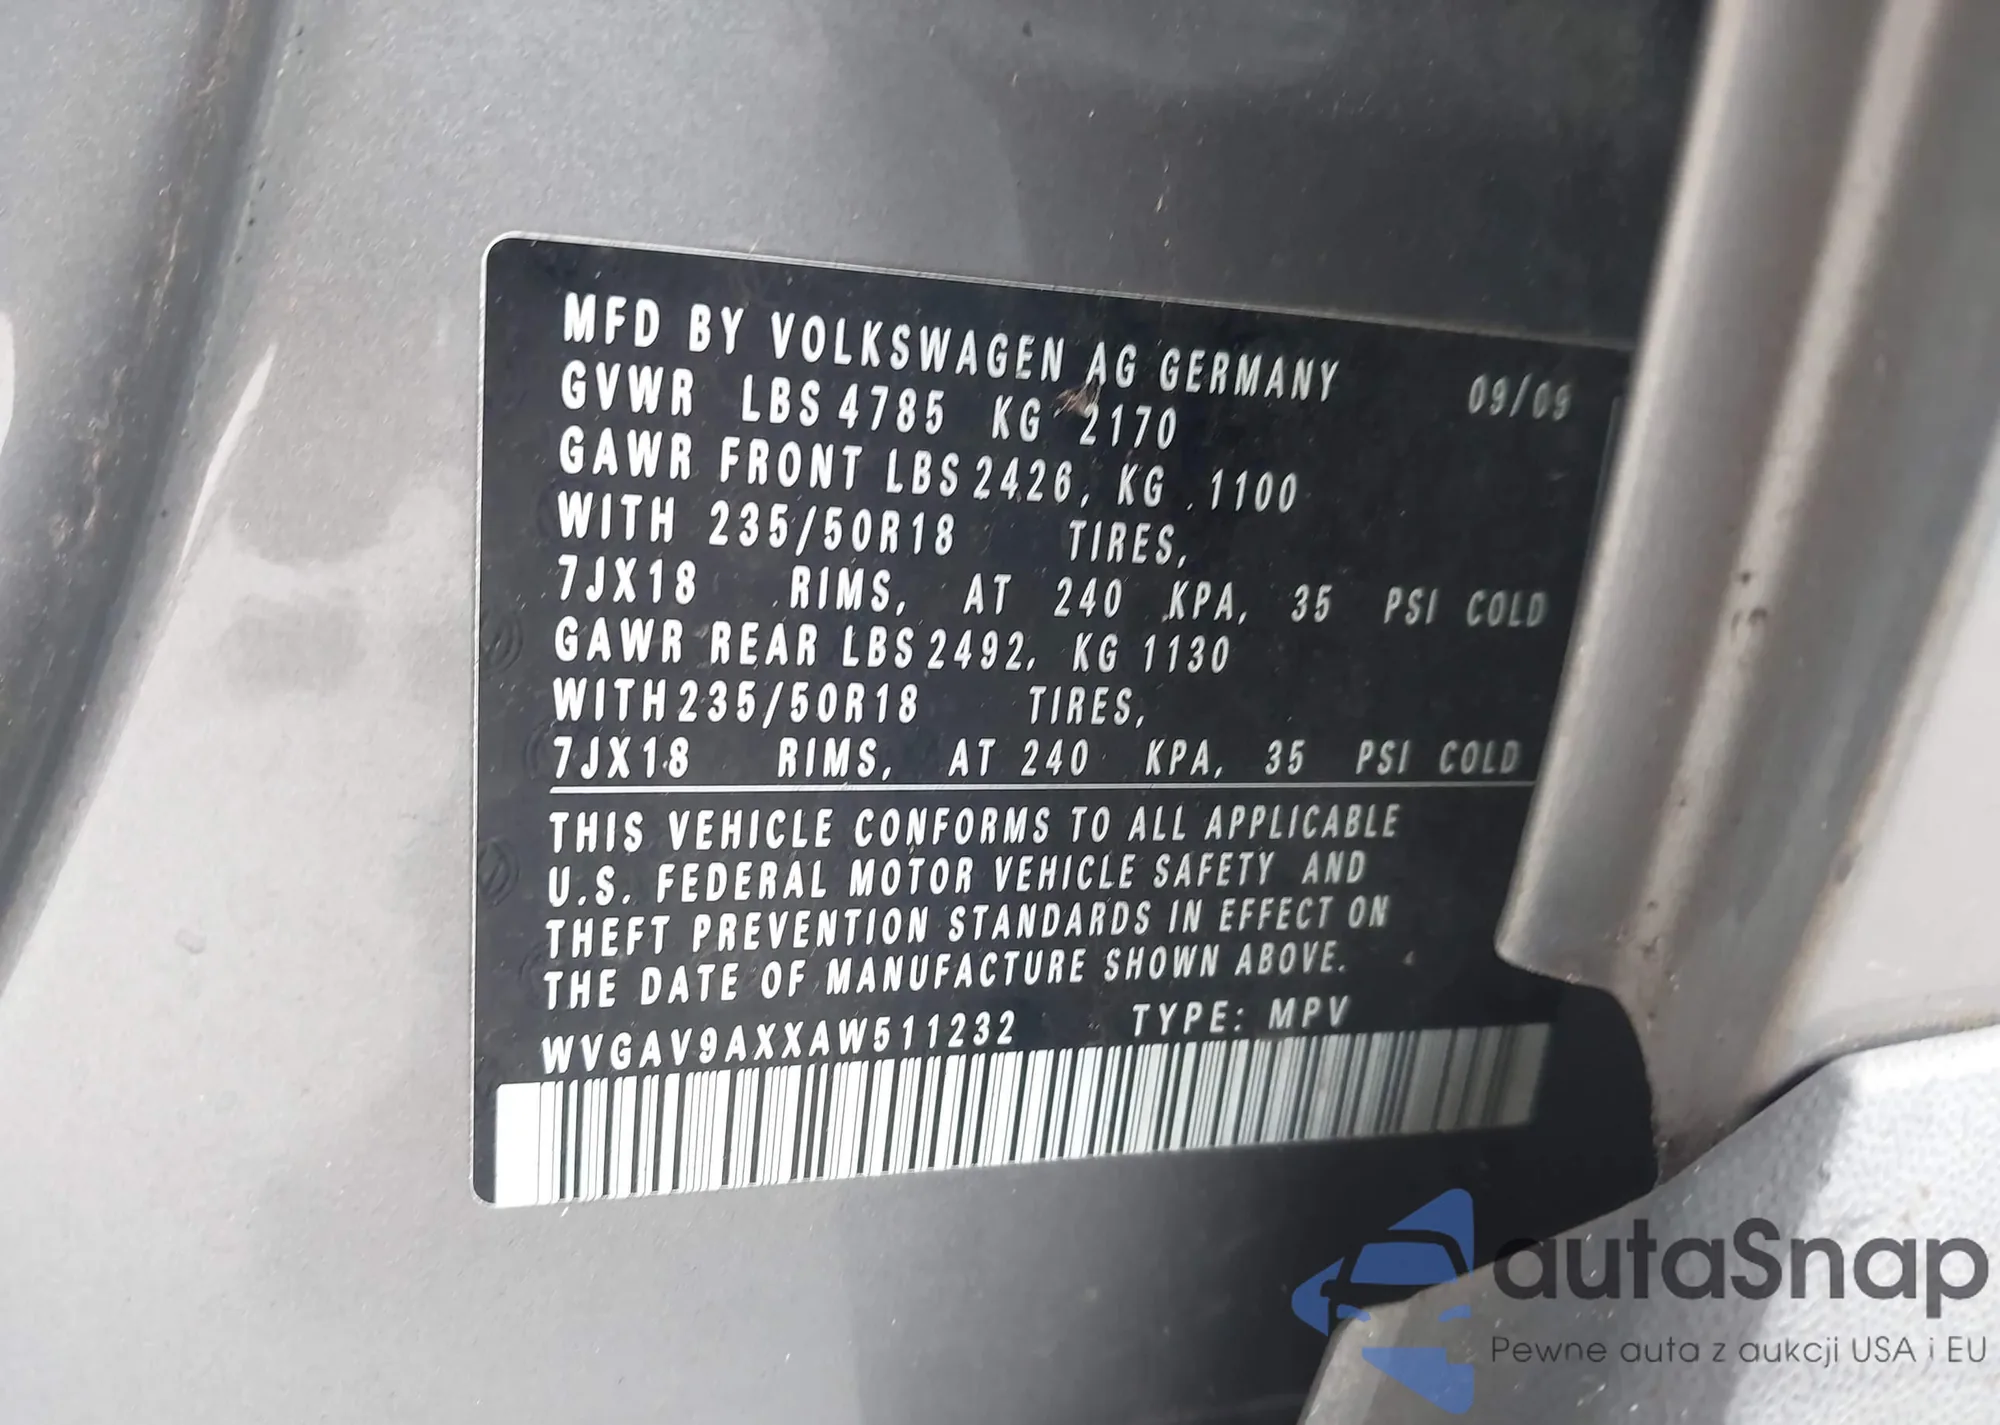 MFD BY VOLKSWAGEN AG GERMANY 09/09
GVWR LBS 4785 KG 2170
GAWR FRONT LBS 2426, KG 1100
WITH 235/50R18 TIRES,
7JX18 RIMS, AT 240 KPA, 35 PSI COLD
GAWR REAR LBS 2492, KG 1130
WITH 235/50R18 TIRES,
7JX18 RIMS, AT 240 KPA, 35 PSI COLD
THIS VEHICLE CONFORMS TO ALL APPLICABLE
U.S. FEDERAL MOTOR VEHICLE SAFETY AND
THEFT PREVENTION STANDARDS IN EFFECT ON
THE DATE OF MANUFACTURE SHOWN ABOVE.
WVGAV9AXXAW511232 TYPE: MPV
autaSnap
Pewne auta z aukcji USA i EU